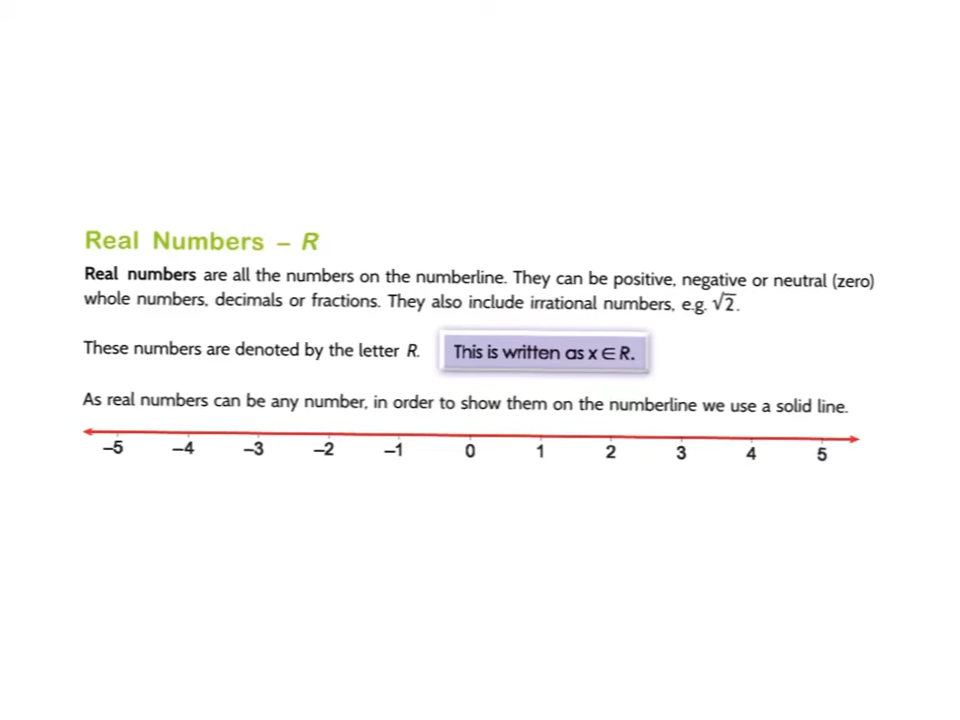 Real Numbers – R
Real numbers are all the numbers on the numberline. They can be positive, negative or neutral (zero)
whole numbers, decimals or fractions. They also include irrational numbers, e.g. √2.
These numbers are denoted by the letter R. This is written as x ∈ R.
As real numbers can be any number, in order to show them on the numberline we use a solid line.
–5 –4 –3 –2 –1 0 1 2 3 4 5